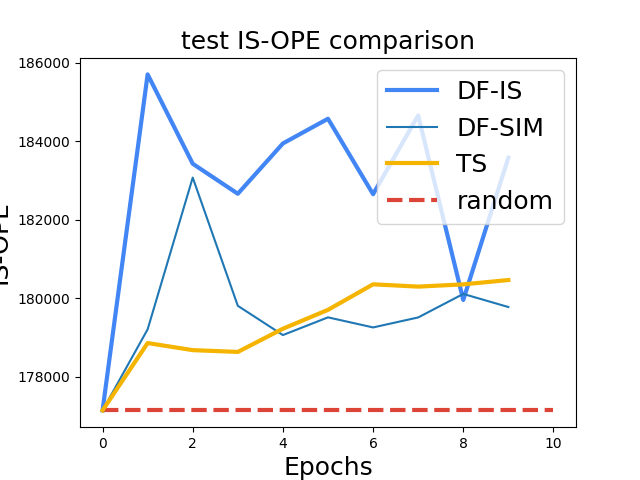 test IS-OPE comparison
186000
184000
182000
180000
178000
IS-OPE
DF-IS
DF-SIM
TS
random
0
2
4
6
8
10
Epochs